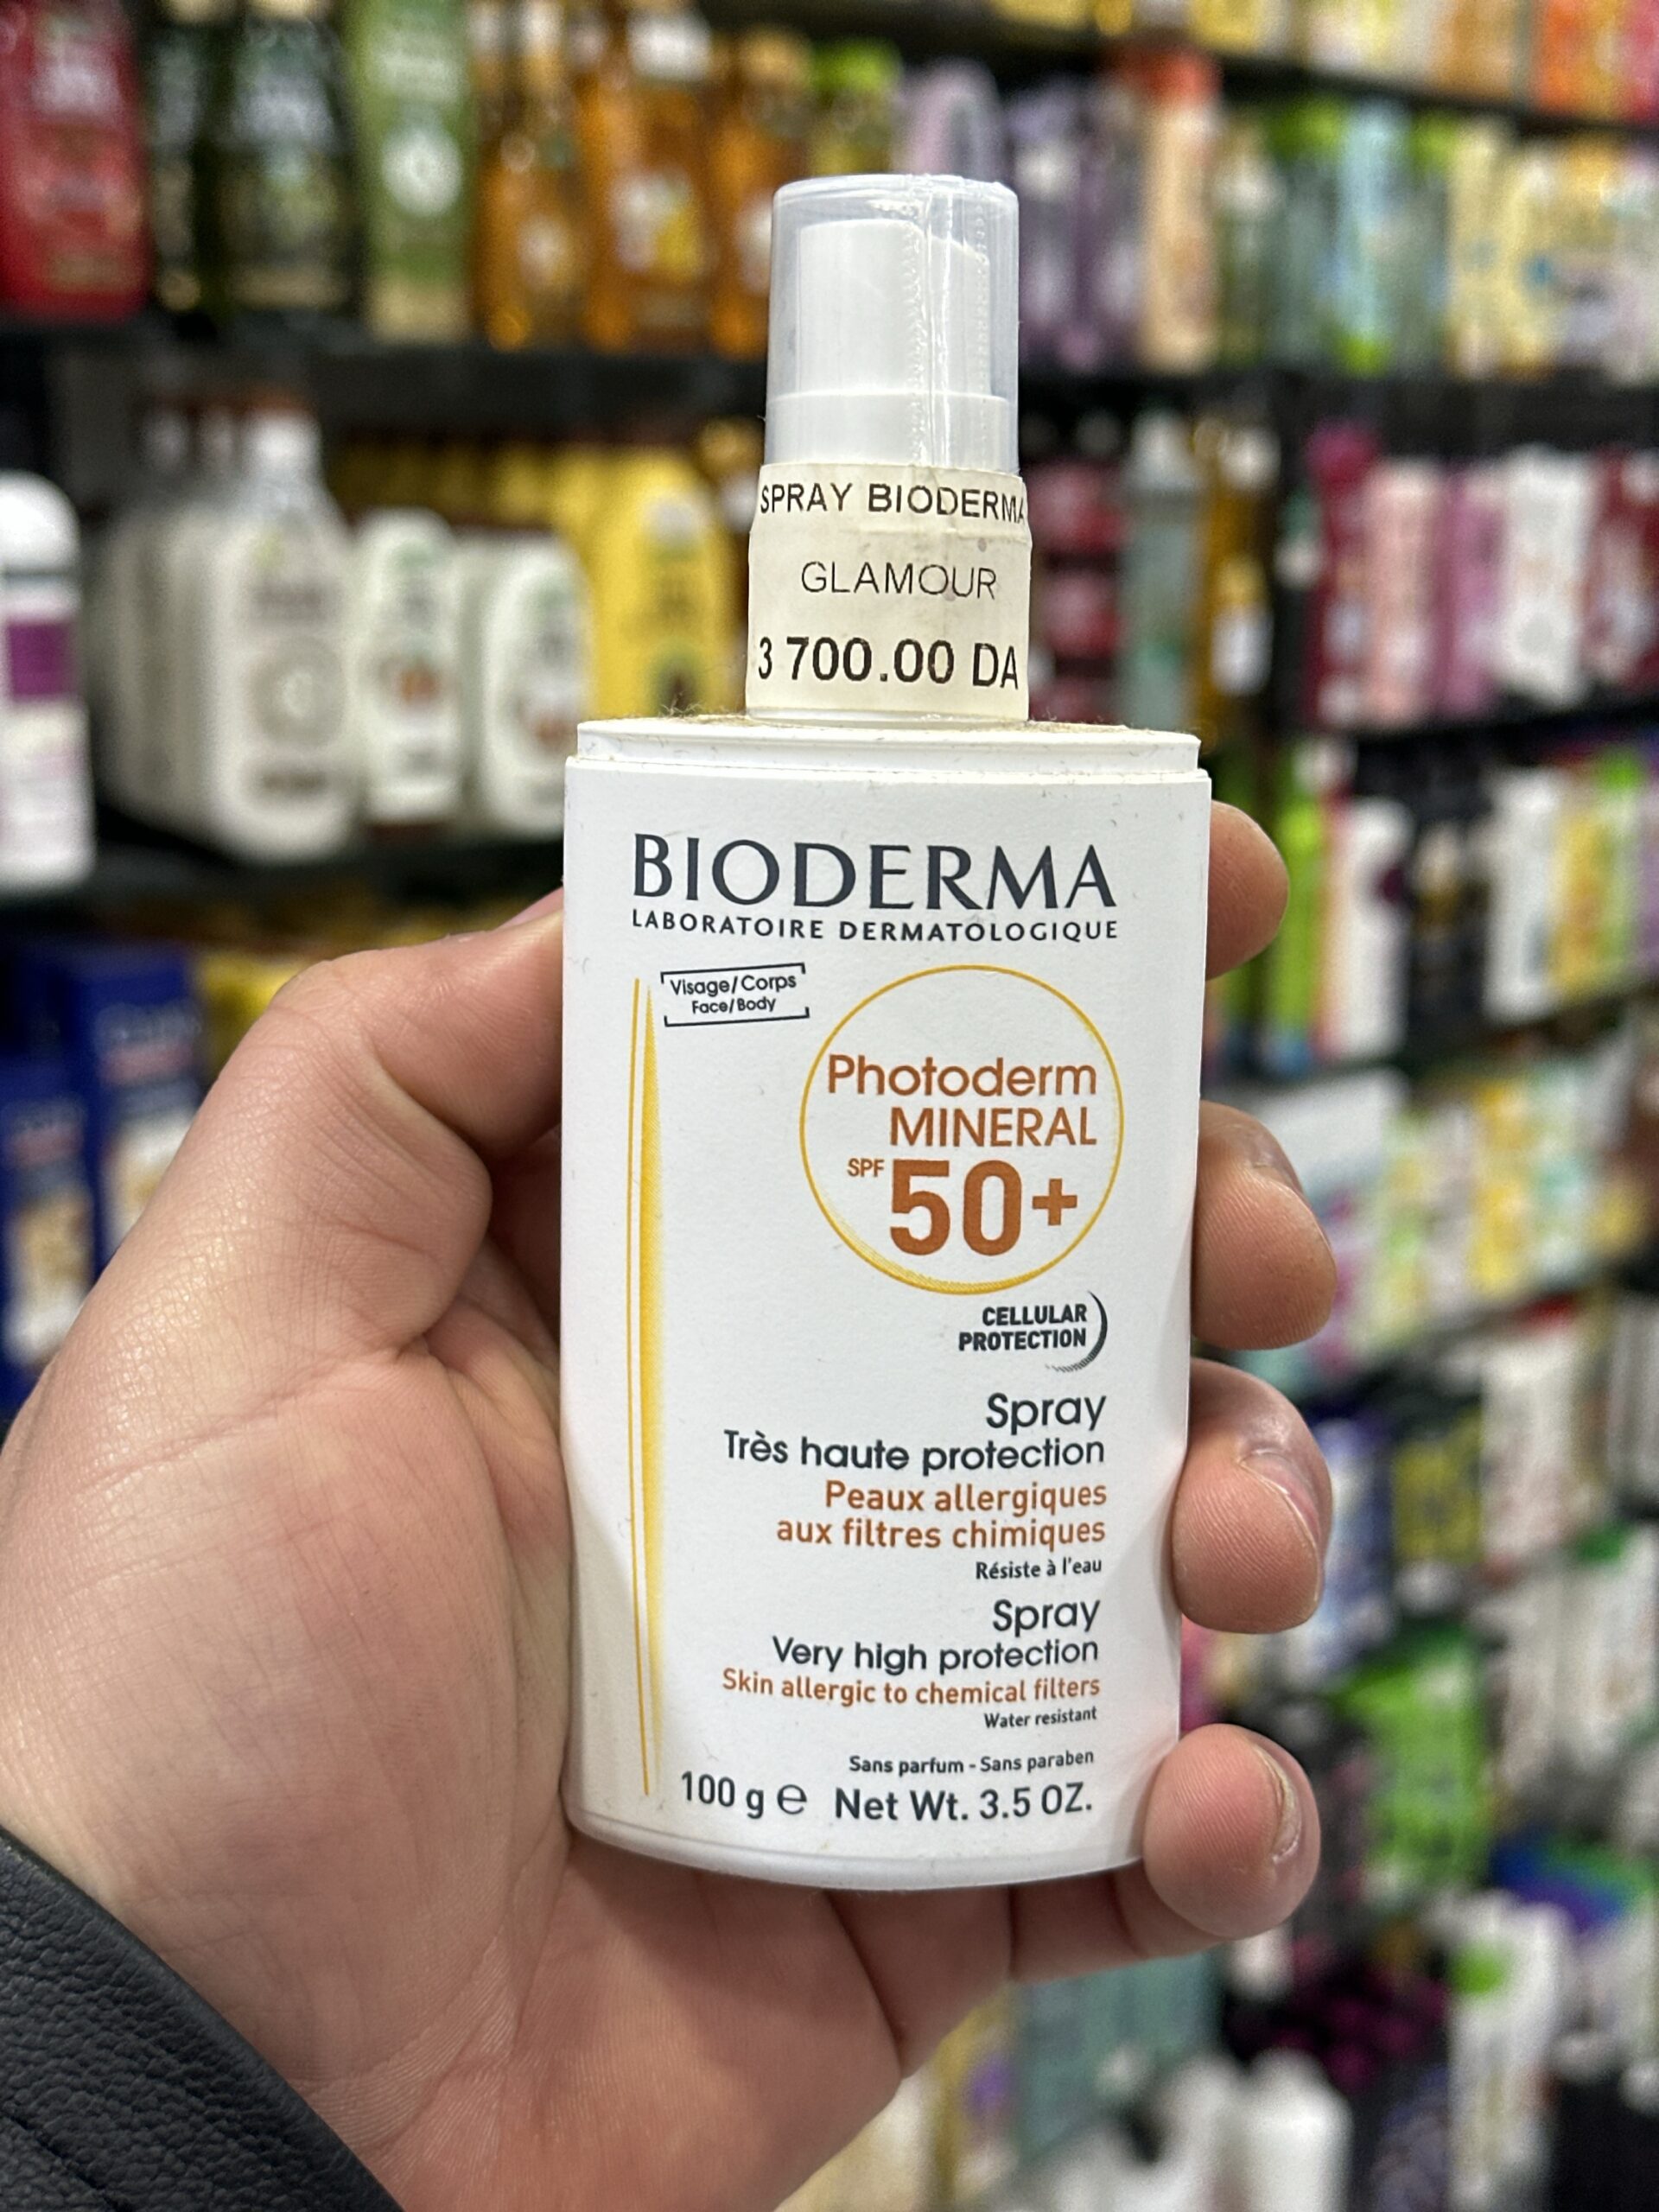 SPRAY BIODERMA
GLAMOUR
3 700.00 DA
BIODERMA
LABORATOIRE DERMATOLOGIQUE
Visage/Corps
Face/Body
Photoderm
MINERAL
SPF 50+
CELLULAR
PROTECTION
Spray
Très haute protection
Peaux allergiques
aux filtres chimiques
Résiste à l'eau
Spray
Very high protection
Skin allergic to chemical filters
Water resistant
Sans parfum - Sans paraben
100 g e Net Wt. 3.5 OZ.